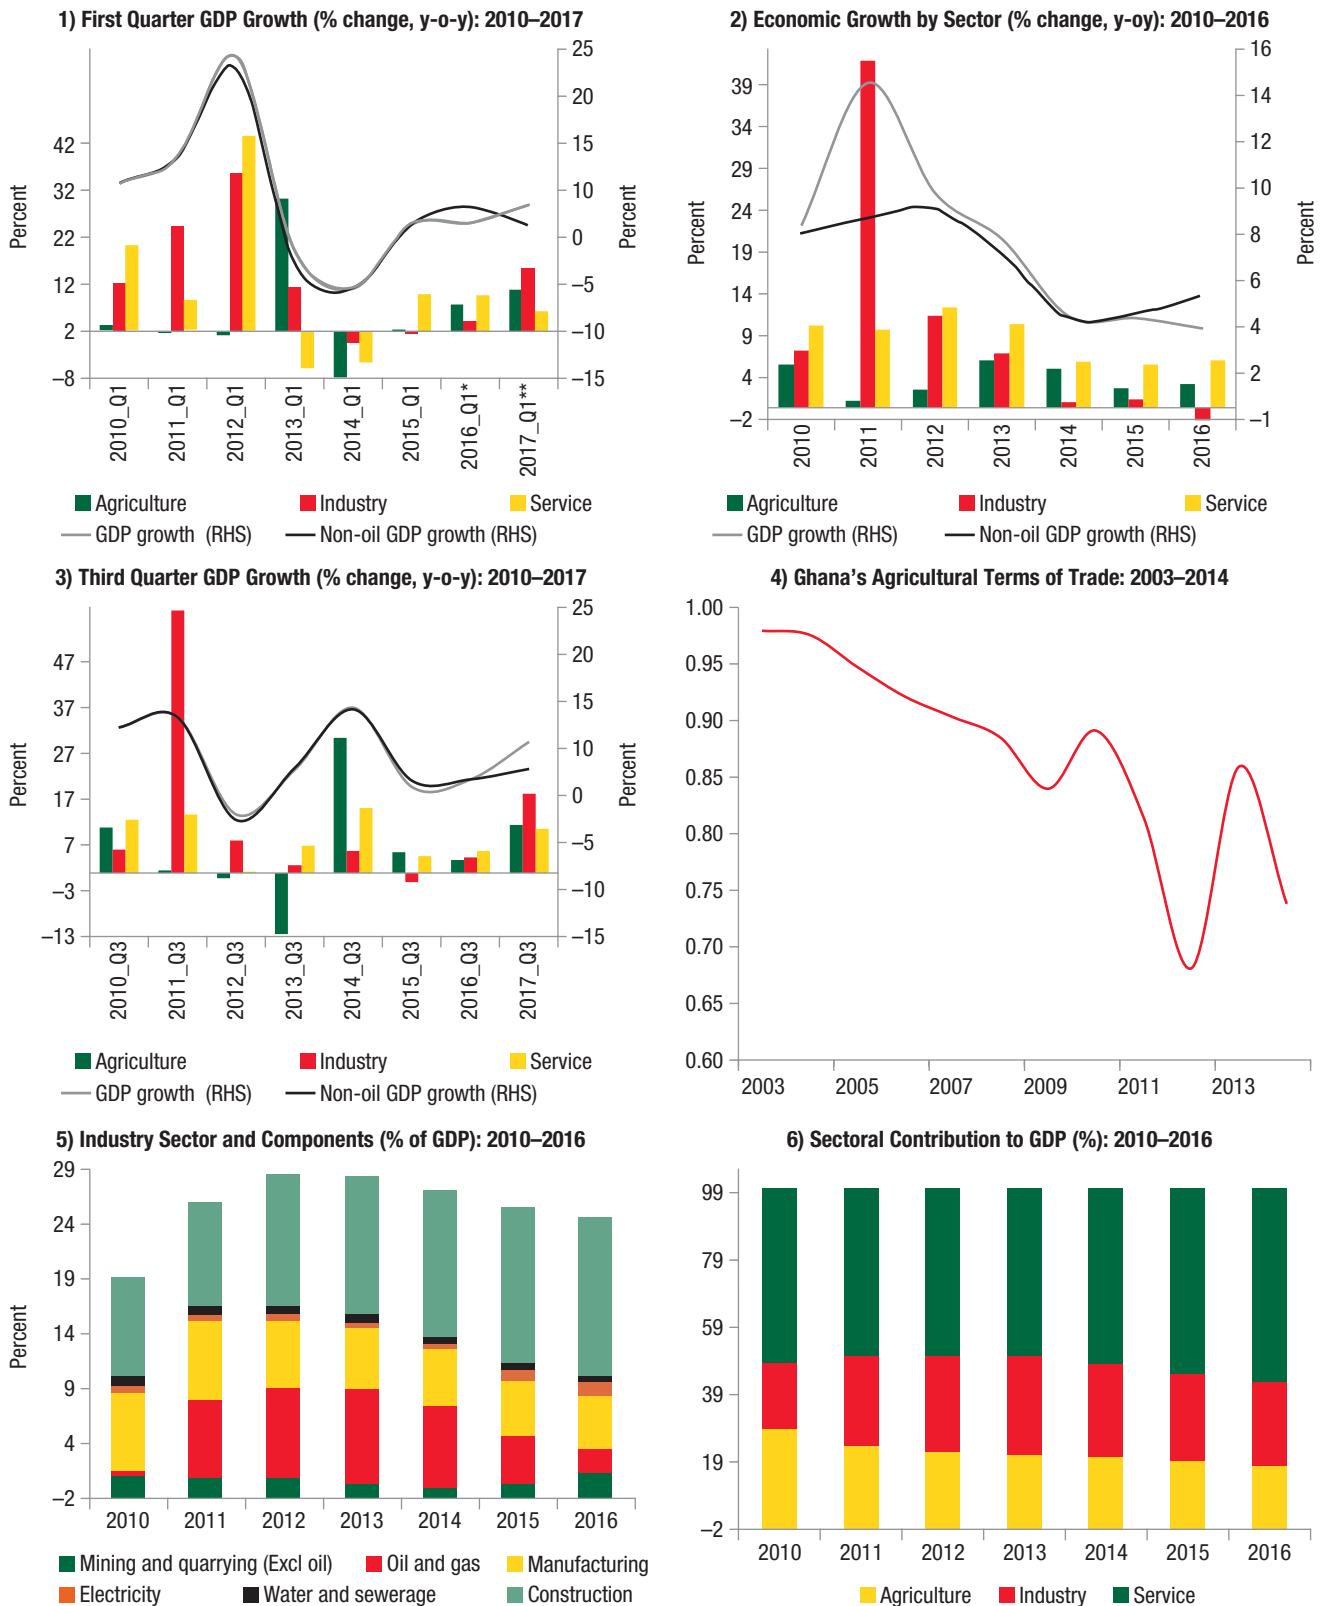 1) First Quarter GDP Growth (% change, y-o-y): 2010–2017
Percent
42
32
22
12
2
–8
25
20
15
10
5
0
–5
–10
–15
Percent
2010_Q1
2011_Q1
2012_Q1
2013_Q1
2014_Q1
2015_Q1
2016_Q1*
2017_Q1**
Agriculture Industry Service
GDP growth (RHS) Non-oil GDP growth (RHS)
2) Economic Growth by Sector (% change, y-oy): 2010–2016
Percent
39
34
29
24
19
14
9
4
–2
16
14
12
10
8
6
4
2
–1
Percent
2010
2011
2012
2013
2014
2015
2016
Agriculture Industry Service
GDP growth (RHS) Non-oil GDP growth (RHS)
3) Third Quarter GDP Growth (% change, y-o-y): 2010–2017
Percent
47
37
27
17
7
–3
–13
25
20
15
10
5
0
–5
–10
–15
Percent
2010_Q3
2011_Q3
2012_Q3
2013_Q3
2014_Q3
2015_Q3
2016_Q3
2017_Q3
Agriculture Industry Service
GDP growth (RHS) Non-oil GDP growth (RHS)
4) Ghana’s Agricultural Terms of Trade: 2003–2014
1.00
0.95
0.90
0.85
0.80
0.75
0.70
0.65
0.60
2003 2005 2007 2009 2011 2013
5) Industry Sector and Components (% of GDP): 2010–2016
Percent
29
24
19
14
9
4
–2
2010 2011 2012 2013 2014 2015 2016
Mining and quarrying (Excl oil) Oil and gas Manufacturing
Electricity Water and sewerage Construction
6) Sectoral Contribution to GDP (%): 2010–2016
99
79
59
39
19
–2
2010 2011 2012 2013 2014 2015 2016
Agriculture Industry Service